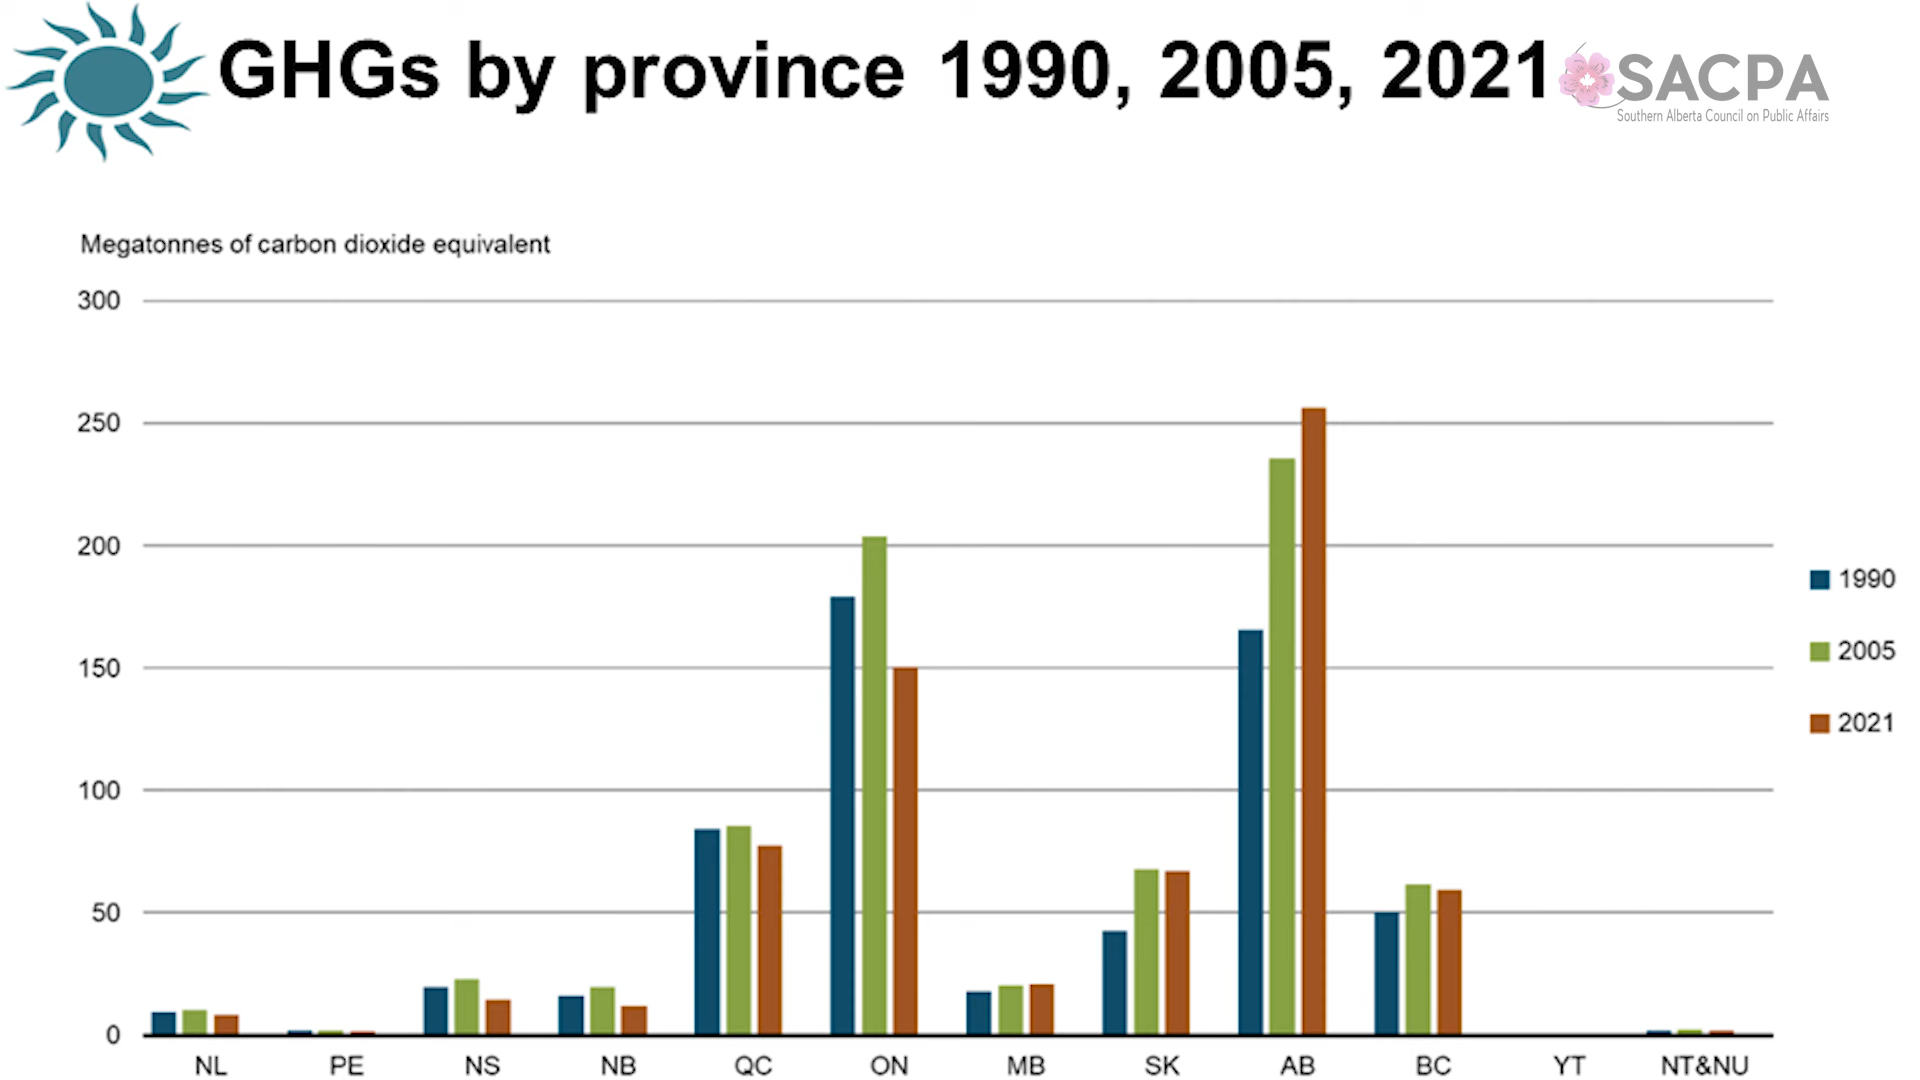 GHGs by province 1990, 2005, 2021
SACPA
Southern Alberta Council on Public Affairs
Megatonnes of carbon dioxide equivalent
300
250
200
150
100
50
0
1990
2005
2021
NL PE NS NB QC ON MB SK AB BC YT NT&NU